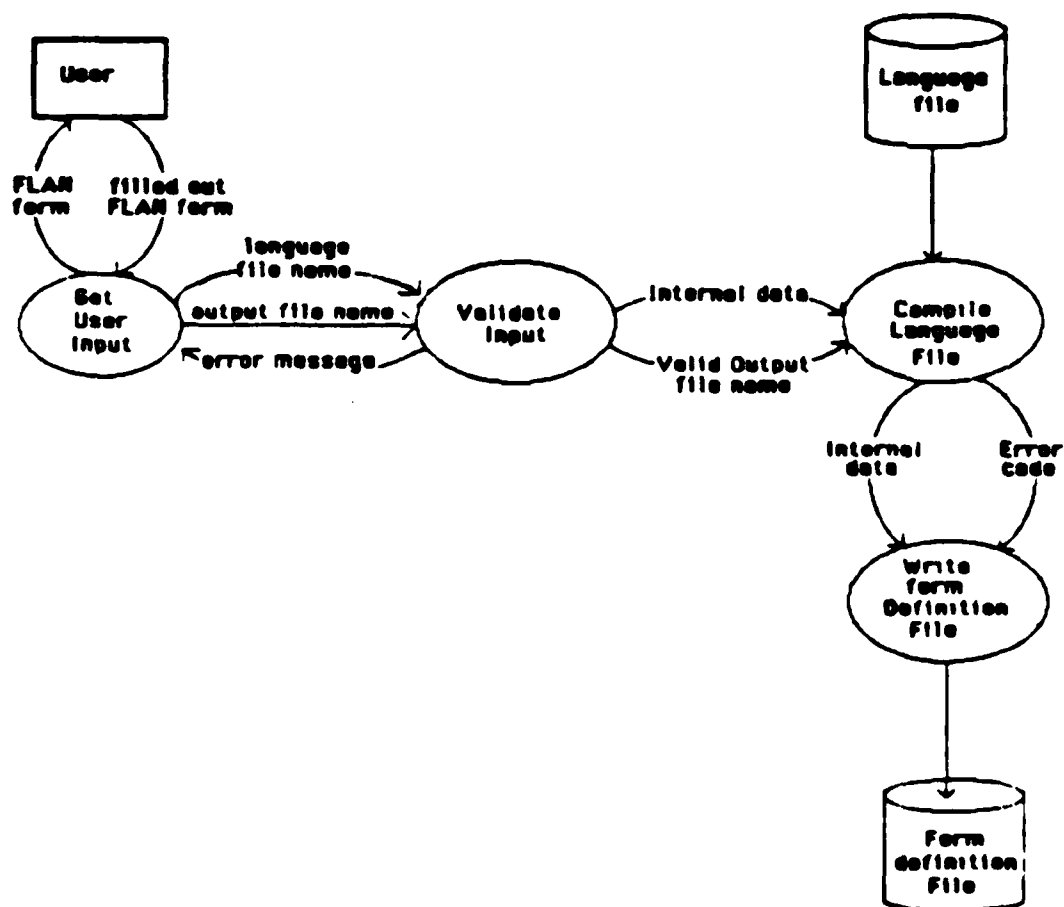 User
Language
file
FLAN
form
filled out
FLAN form
language
file name
Get
User
Input
output file name
error message
Validate
Input
Internal data
Valid Output
file name
Compile
Language
File
Internal
data
Error
code
Write
form
Definition
File
Form
definition
File